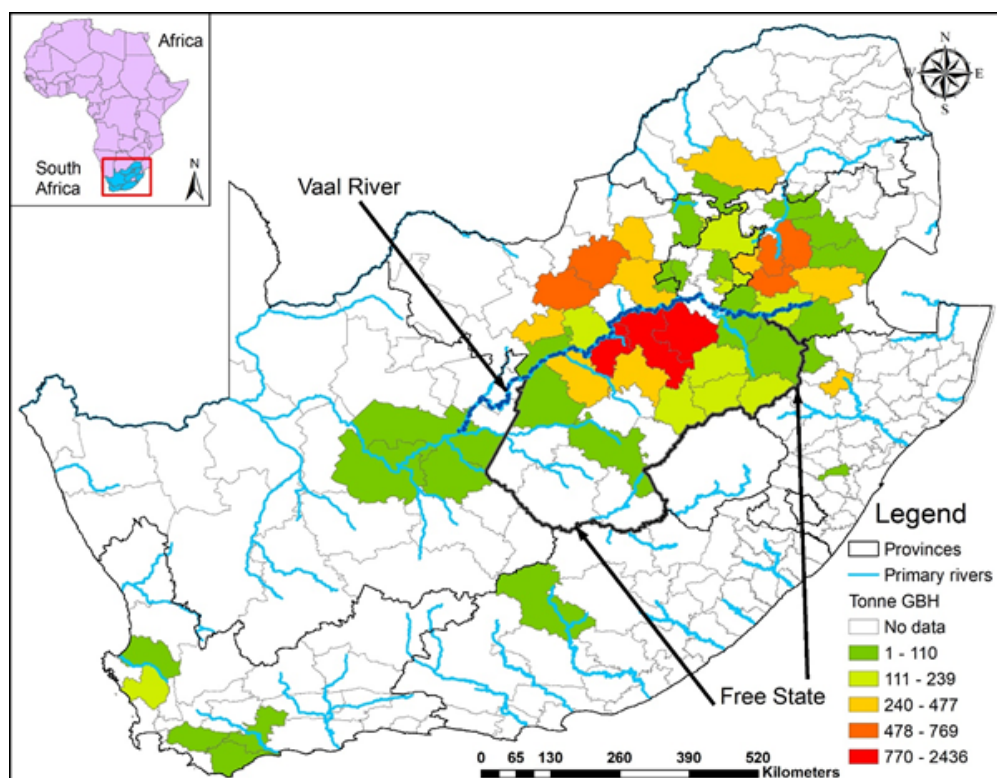 Africa
South
Africa
N
N
W
E
S
Vaal River
Free State
Legend
Provinces
Primary rivers
Tonne GBH
No data
1 - 110
111 - 239
240 - 477
478 - 769
770 - 2436
0 65 130 260 390 520
Kilometers